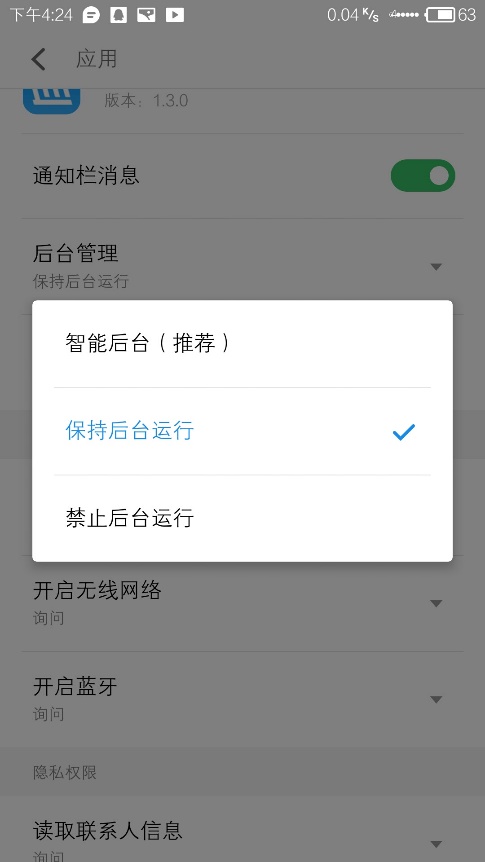 下午4:24
0.04 K/s
63
应用
版本：1.3.0
通知栏消息
后台管理
保持后台运行
智能后台（推荐）
保持后台运行
禁止后台运行
开启无线网络
询问
开启蓝牙
询问
隐私权限
读取联系人信息
询问